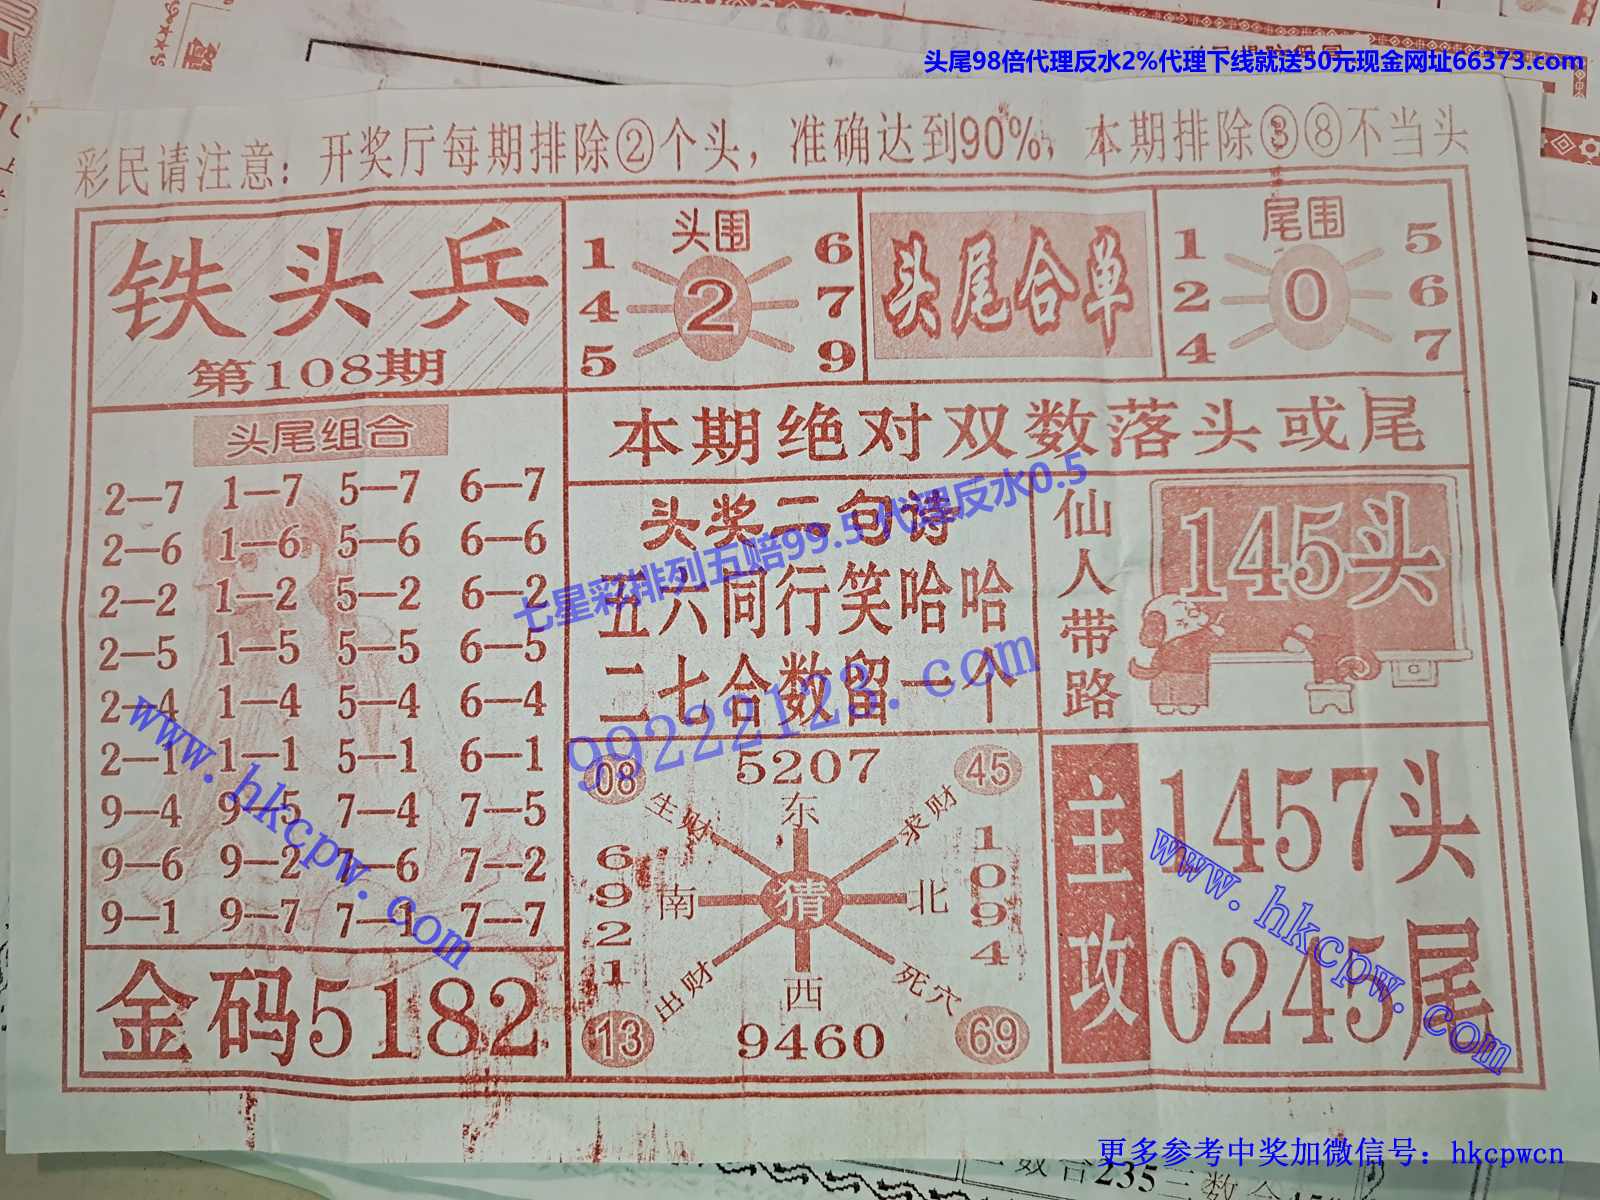 头尾98倍代理反水2%代理下线就送50元现金网址66373.com
彩民请注意：开奖厅每期排除②个头，准确达到90%，本期排除③⑧不当头
铁头兵
第108期
头围
1 6
4 2 7
5 9
头尾合单
尾围
1 5
2 0 6
4 7
本期绝对双数落头或尾
头尾组合
2—7 1—7 5—7 6—7
2—6 1—6 5—6 6—6
2—2 1—2 5—2 6—2
2—5 1—5 5—5 6—5
2—4 1—4 5—4 6—4
2—1 1—1 5—1 6—1
9—4 9—5 7—4 7—5
9—6 9—2 7—6 7—2
9—1 9—7 7—1 7—7
金码5182
头奖二句诗
五六同行笑哈哈
二七合数留一个
七星彩排列五赔99.5 代理反水0.5
99222123.com
仙人带路
145头
08 5207 45
生财 东 求财
6921 南 猜 北 1094
出财 西 死穴
13 9460 69
主攻
1457头
0245尾
www.hkcpw.com
www.hkcpw.com
更多参考中奖加微信号：hkcpwcn